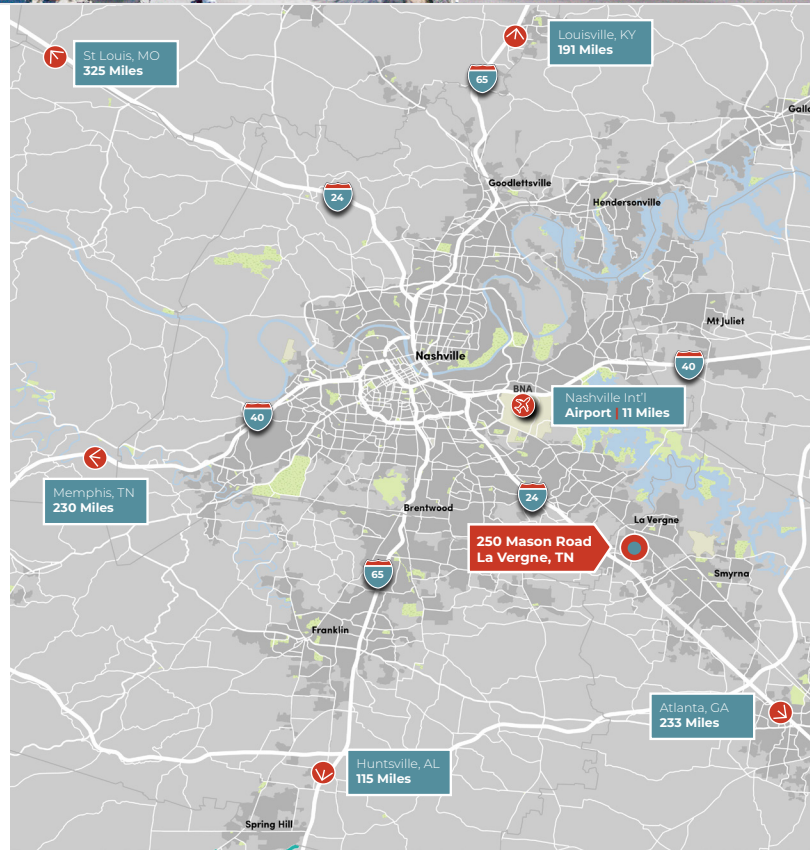 St Louis, MO
325 Miles
Louisville, KY
191 Miles
65
Goodlettsville
24
Hendersonville
Mt Juliet
Nashville
40
BNA
Nashville Int'l
Airport | 11 Miles
40
Memphis, TN
230 Miles
Brentwood
24
La Vergne
250 Mason Road
La Vergne, TN
65
Smyrna
Franklin
Atlanta, GA
233 Miles
Huntsville, AL
115 Miles
Spring Hill